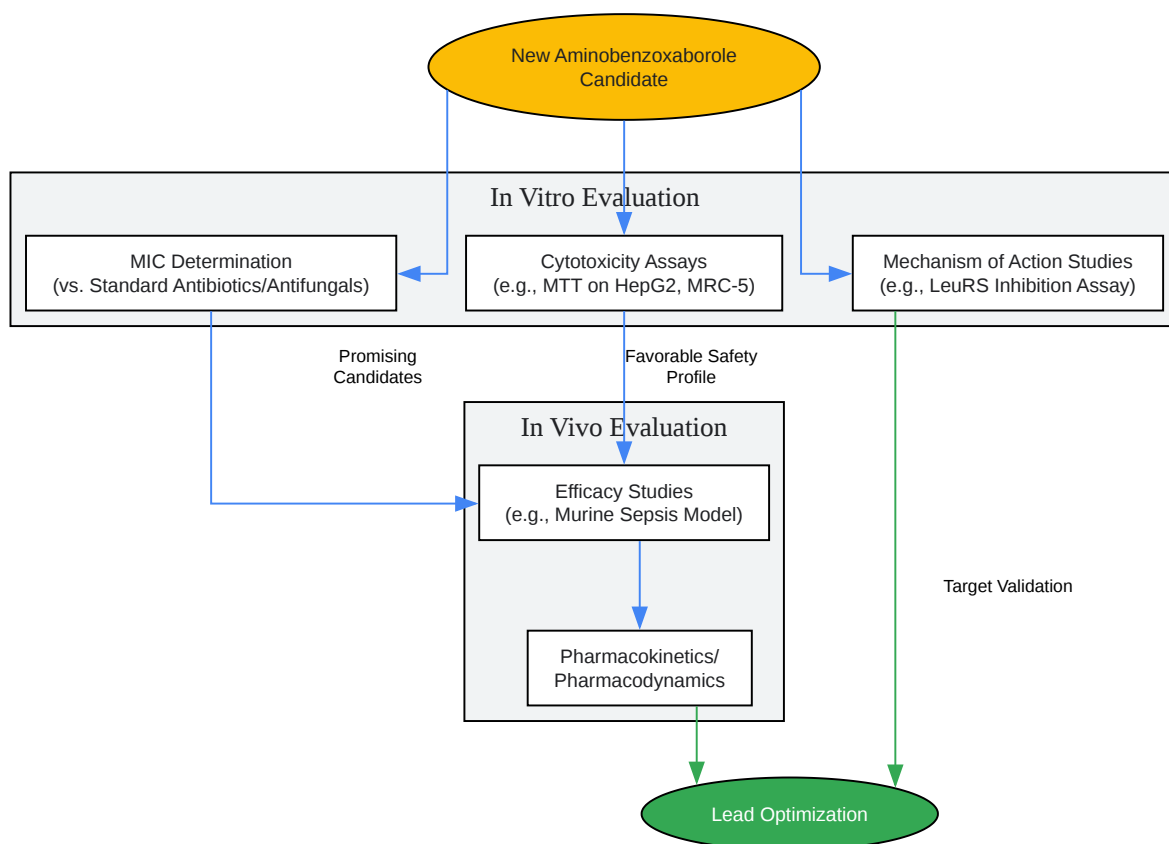 New Aminobenzoxaborole
Candidate
In Vitro Evaluation
MIC Determination
(vs. Standard Antibiotics/Antifungals)
Cytotoxicity Assays
(e.g., MTT on HepG2, MRC-5)
Mechanism of Action Studies
(e.g., LeuRS Inhibition Assay)
Promising
Candidates
Favorable Safety
Profile
In Vivo Evaluation
Efficacy Studies
(e.g., Murine Sepsis Model)
Target Validation
Pharmacokinetics/
Pharmacodynamics
Lead Optimization